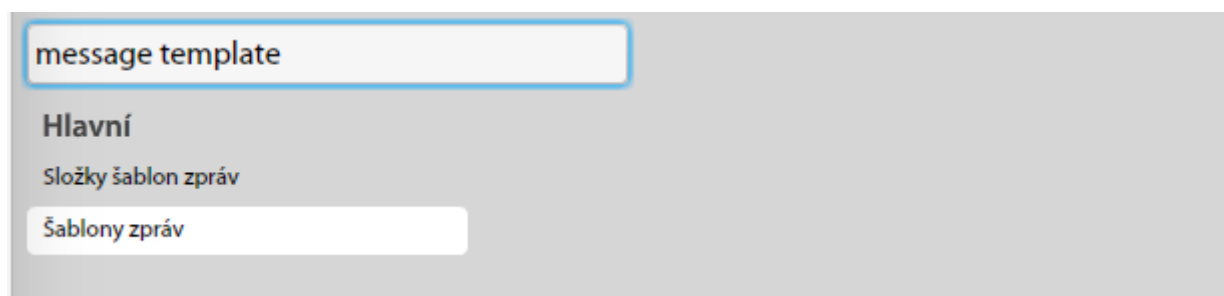 message template
Hlavní
Složky šablon zpráv
Šablony zpráv